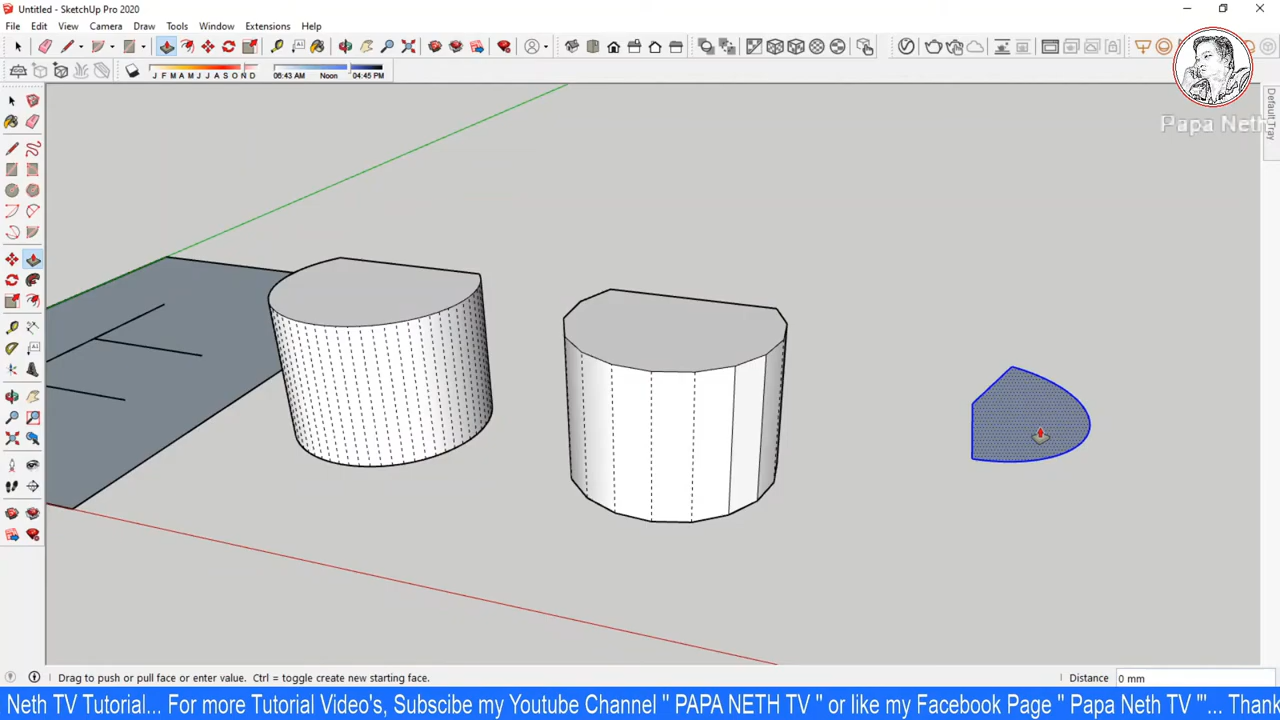 Untitled - SketchUp Pro 2020
File Edit View Camera Draw Tools Window Extensions Help
J F M A M J J A S O N D 06:43 AM Noon 04:45 PM
Papa Neth
Default Tray
Drag to push or pull face or enter value. Ctrl = toggle create new starting face.
Distance 0 mm
Neth TV Tutorial... For more Tutorial Video's, Subscibe my Youtube Channel " PAPA NETH TV " or like my Facebook Page " Papa Neth TV "'... Thank